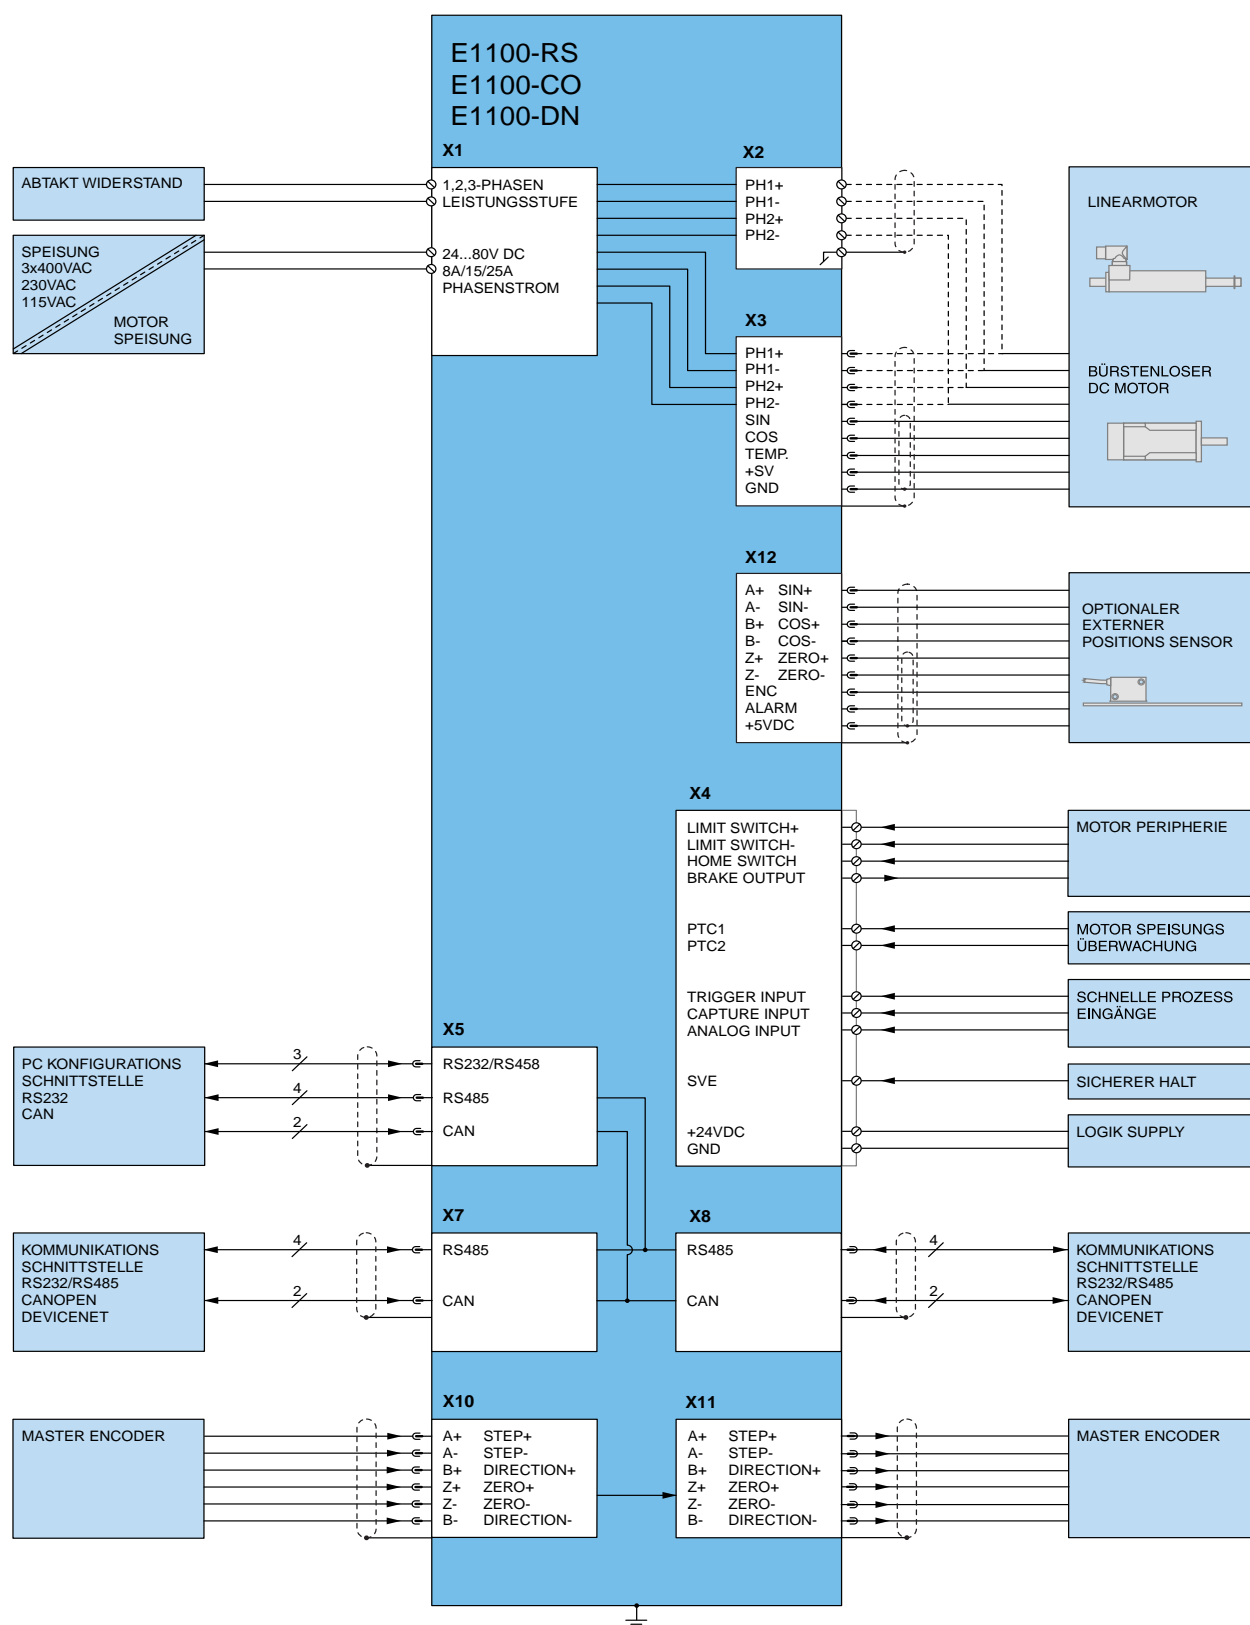 E1100-RS
E1100-CO
E1100-DN
X1
ABTAKT WIDERSTAND
SPEISUNG
3x400VAC
230VAC
115VAC
MOTOR
SPEISUNG
1,2,3-PHASEN
LEISTUNGSSTUFE
24...80V DC
8A/15/25A
PHASENSTROM
X2
PH1+
PH1-
PH2+
PH2-
X3
PH1+
PH1-
PH2+
PH2-
SIN
COS
TEMP.
+SV
GND
LINEARMOTOR
BÜRSTENLOSER
DC MOTOR
X12
A+ SIN+
A- SIN-
B+ COS+
B- COS-
Z+ ZERO+
Z- ZERO-
ENC
ALARM
+5VDC
OPTIONALER
EXTERNER
POSITIONS SENSOR
X4
LIMIT SWITCH+
LIMIT SWITCH-
HOME SWITCH
BRAKE OUTPUT
PTC1
PTC2
TRIGGER INPUT
CAPTURE INPUT
ANALOG INPUT
SVE
+24VDC
GND
MOTOR PERIPHERIE
MOTOR SPEISUNGS
ÜBERWACHUNG
SCHNELLE PROZESS
EINGÄNGE
SICHERER HALT
LOGIK SUPPLY
PC KONFIGURATIONS
SCHNITTSTELLE
RS232
CAN
3
4
2
X5
RS232/RS458
RS485
CAN
KOMMUNIKATIONS
SCHNITTSTELLE
RS232/RS485
CANOPEN
DEVICENET
4
2
X7
RS485
CAN
X8
RS485
CAN
4
2
KOMMUNIKATIONS
SCHNITTSTELLE
RS232/RS485
CANOPEN
DEVICENET
MASTER ENCODER
X10
A+ STEP+
A- STEP-
B+ DIRECTION+
Z+ ZERO+
Z- ZERO-
B- DIRECTION-
X11
A+ STEP+
A- STEP-
B+ DIRECTION+
Z+ ZERO+
Z- ZERO-
B- DIRECTION-
MASTER ENCODER